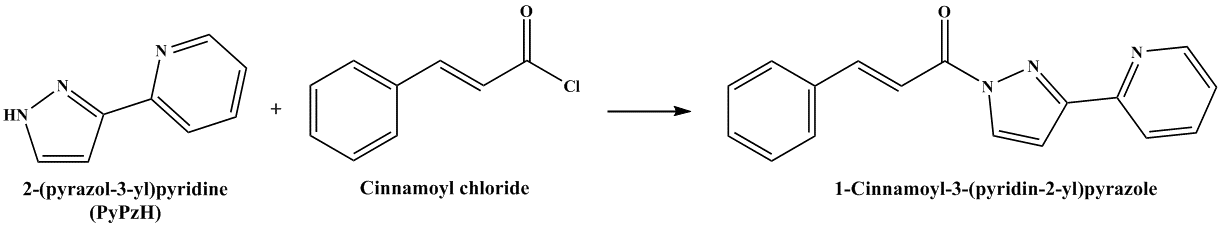 O
O
N
N
Cl
N
N
N
HN
N
+
2-(pyrazol-3-yl)pyridine
(PyPzH)
Cinnamoyl chloride
1-Cinnamoyl-3-(pyridin-2-yl)pyrazole